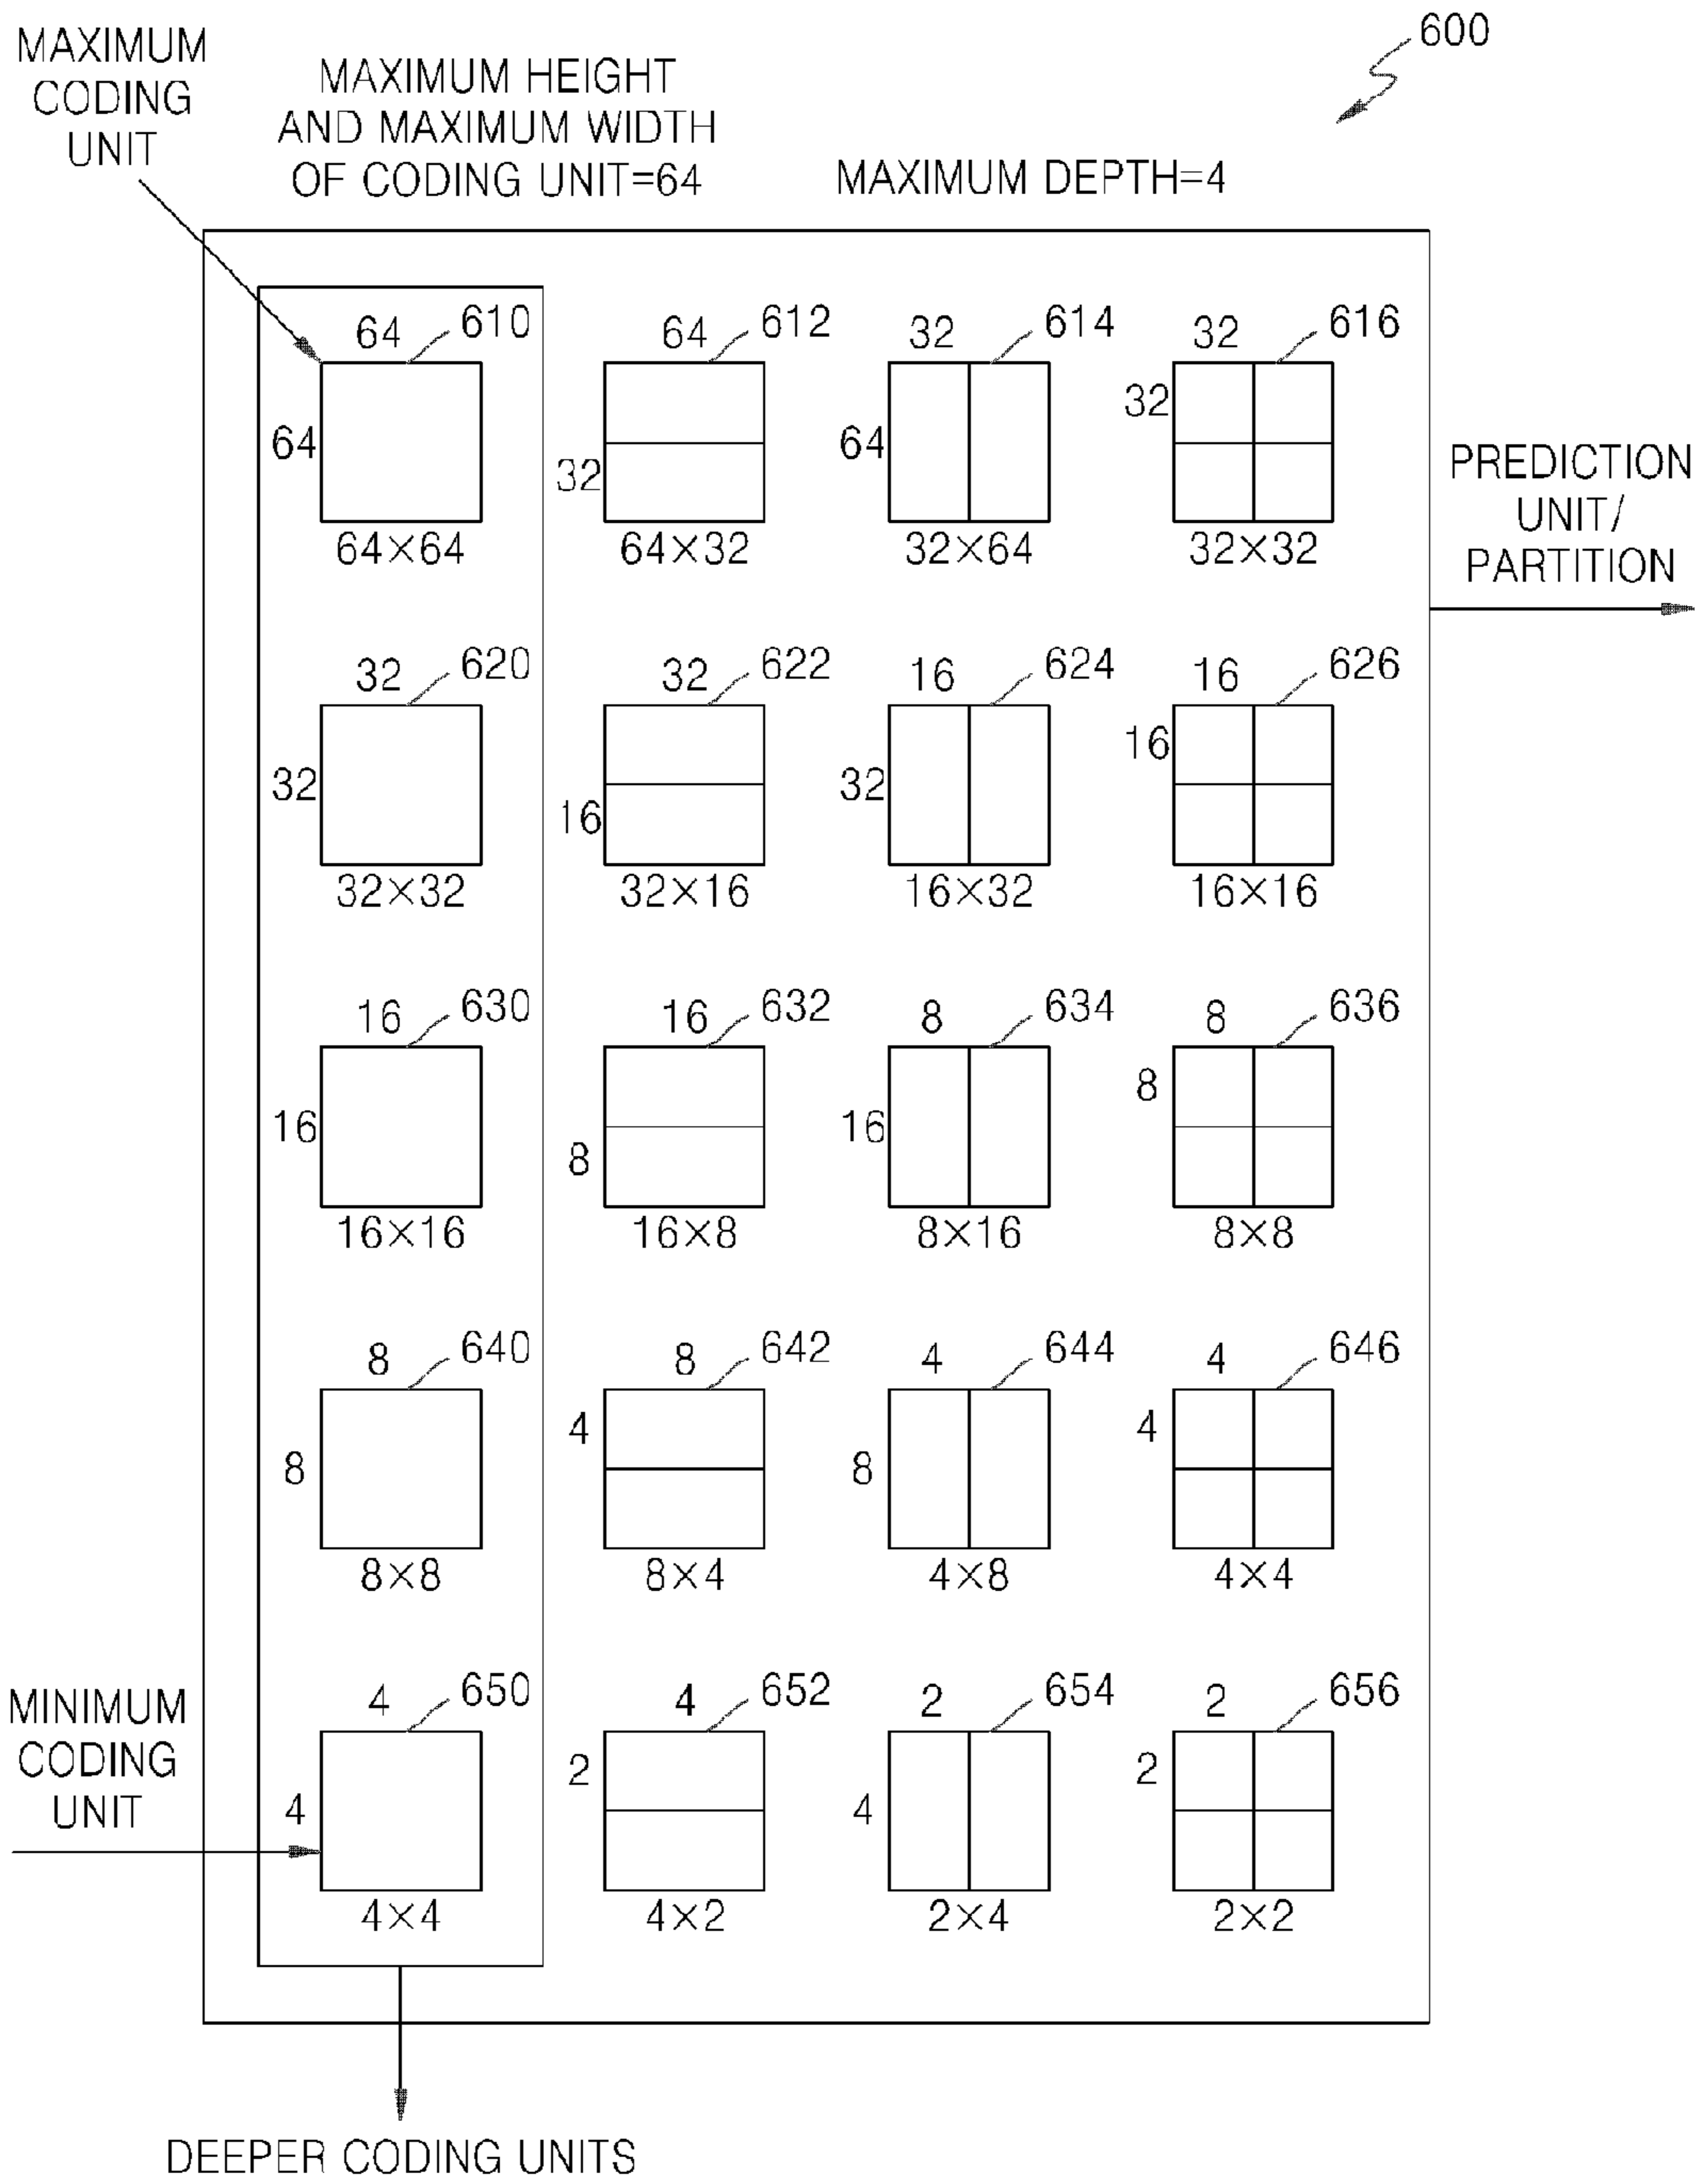 600
MAXIMUM
CODING
UNIT
MAXIMUM HEIGHT
AND MAXIMUM WIDTH
OF CODING UNIT=64
MAXIMUM DEPTH=4
64 610 64 612 32 614 32 616
64 32 64 32
64×64 64×32 32×64 32×32
PREDICTION
UNIT/
PARTITION
32 620 32 622 16 624 16 626
32 16 32 16
32×32 32×16 16×32 16×16
16 630 16 632 8 634 8 636
16 8 16 8
16×16 16×8 8×16 8×8
8 640 8 642 4 644 4 646
8 4 8 4
8×8 8×4 4×8 4×4
MINIMUM
CODING
UNIT
4 650 4 652 2 654 2 656
4 2 4 2
4×4 4×2 2×4 2×2
DEEPER CODING UNITS